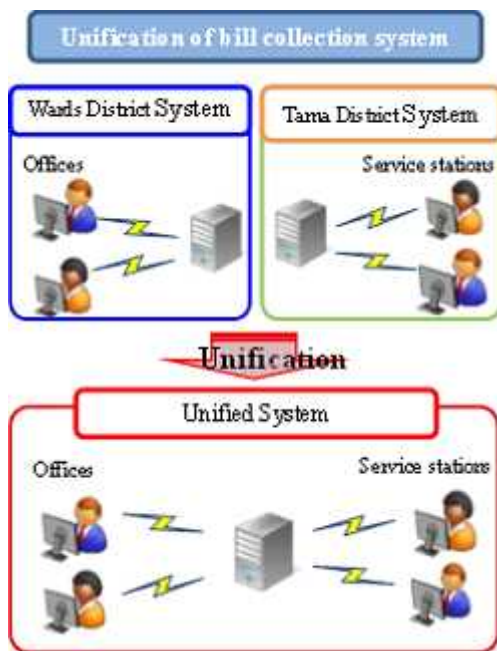 Unification of bill collection system
Wards District System
Tama District System
Offices
Service stations
Unification
Unified System
Offices
Service stations